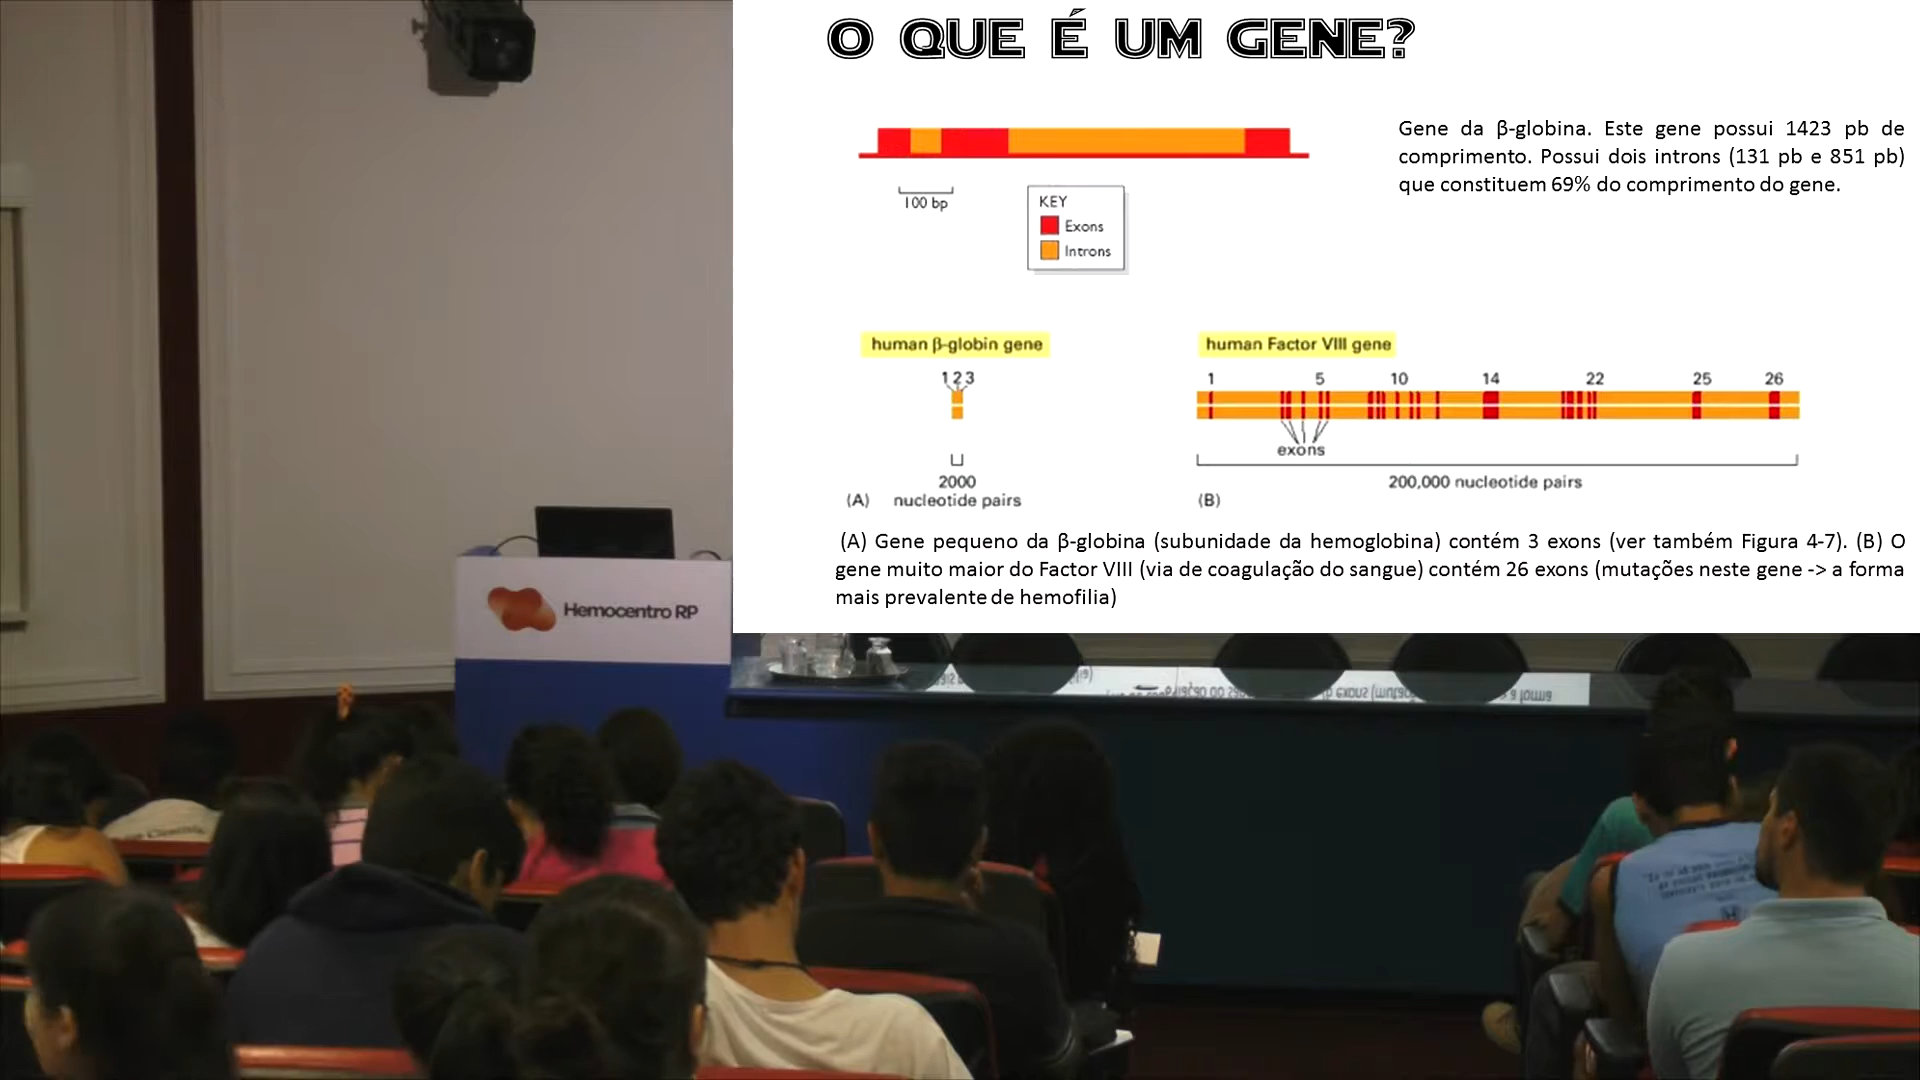 O QUE É UM GENE?
Gene da β-globina. Este gene possui 1423 pb de
comprimento. Possui dois introns (131 pb e 851 pb)
que constituem 69% do comprimento do gene.
100 bp
KEY
Exons
Introns
human β-globin gene
1 2 3
2000
nucleotide pairs
(A)
human Factor VIII gene
1 5 10 14 22 25 26
exons
200,000 nucleotide pairs
(B)
(A) Gene pequeno da β-globina (subunidade da hemoglobina) contém 3 exons (ver também Figura 4-7). (B) O
gene muito maior do Factor VIII (via de coagulação do sangue) contém 26 exons (mutações neste gene -> a forma
mais prevalente de hemofilia)
Hemocentro RP